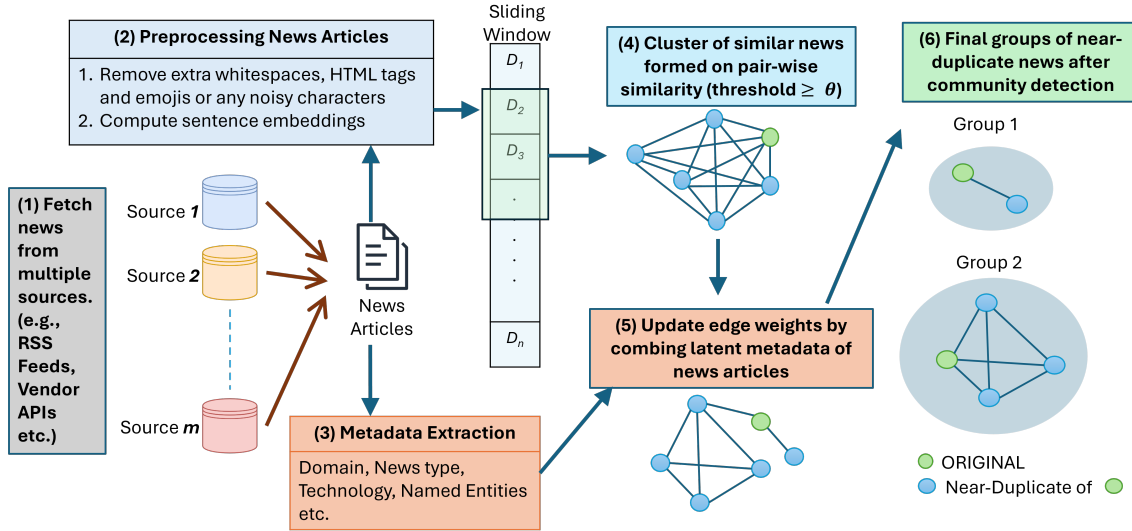 (1) Fetch
news
from
multiple
sources.
(e.g.,
RSS
Feeds,
Vendor
APIs
etc.)
Source 1
Source 2
Source m
(2) Preprocessing News Articles
1. Remove extra whitespaces, HTML tags
and emojis or any noisy characters
2. Compute sentence embeddings
News
Articles
(3) Metadata Extraction
Domain, News type,
Technology, Named Entities
etc.
Sliding
Window
D1
D2
D3
.
.
.
.
Dn
(4) Cluster of similar news
formed on pair-wise
similarity (threshold ≥ θ)
(5) Update edge weights by
combing latent metadata of
news articles
(6) Final groups of near-
duplicate news after
community detection
Group 1
Group 2
ORIGINAL
Near-Duplicate of